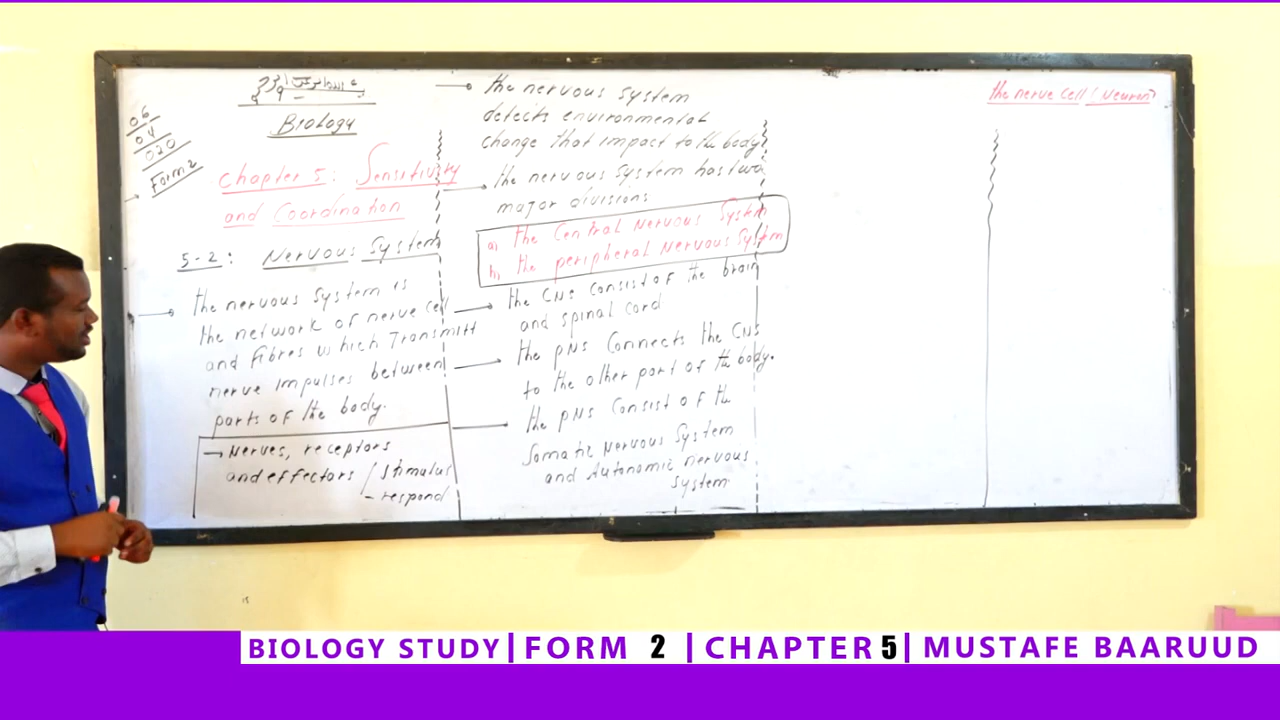 06
04
020
Form 2
Biology
Chapter 5: Sensitivity
and Coordination
5-2: Nervous System
→ the nervous system is
the network of nerve cell
and Fibres which Transmitt
nerve impulses between
parts of the body.
→ Nerves, receptors
and effectors / stimulus
- respond
→ the nervous system
detects environmental
change that impact to the body
→ the nervous system has two
major divisions
a) the Central Nervous System
b) the peripheral Nervous System
→ the CNS Consist of the brain
and spinal cord
→ the PNS Connects the CNS
to the other part of the body.
→ the PNS Consist of the
Somatic Nervous System
and Autonomic nervous
system
the nerve Cell (Neuron)
BIOLOGY STUDY| FORM 2 | CHAPTER 5| MUSTAFE BAARUUD